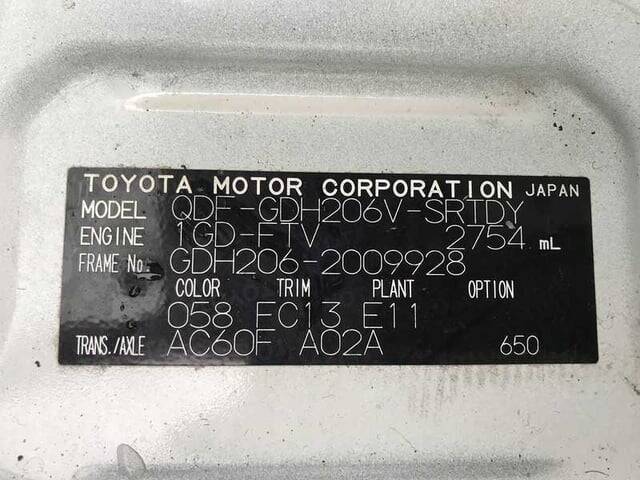 TOYOTA MOTOR CORPORATION JAPAN
MODEL QDF-GDH206V-SRTDY
ENGINE 1GD-FTV 2754 mL
FRAME No. GDH206-2009928
COLOR TRIM PLANT OPTION
058 FC13 E11
TRANS./AXLE AC60F A02A 650